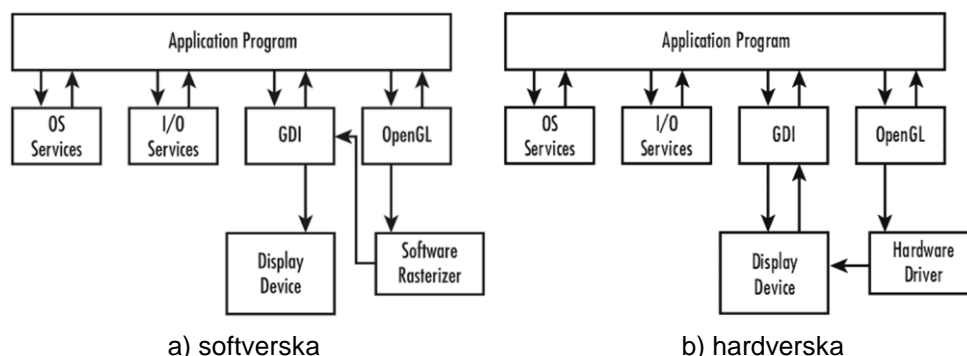 Application Program
OS
Services
I/O
Services
GDI
OpenGL
Display
Device
Software
Rasterizer
a) softverska
Application Program
OS
Services
I/O
Services
GDI
OpenGL
Display
Device
Hardware
Driver
b) hardverska